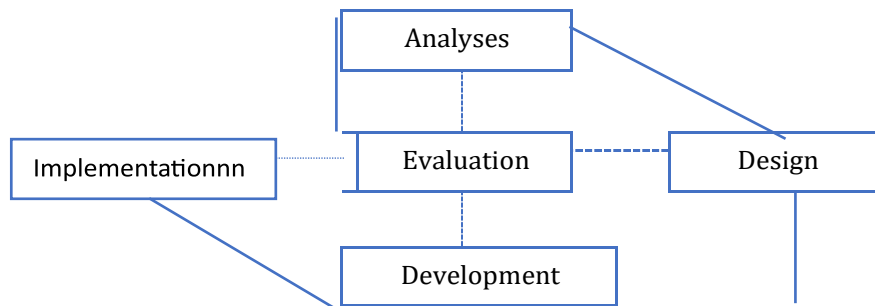 Analyses
Implementationnn
Evaluation
Design
Development